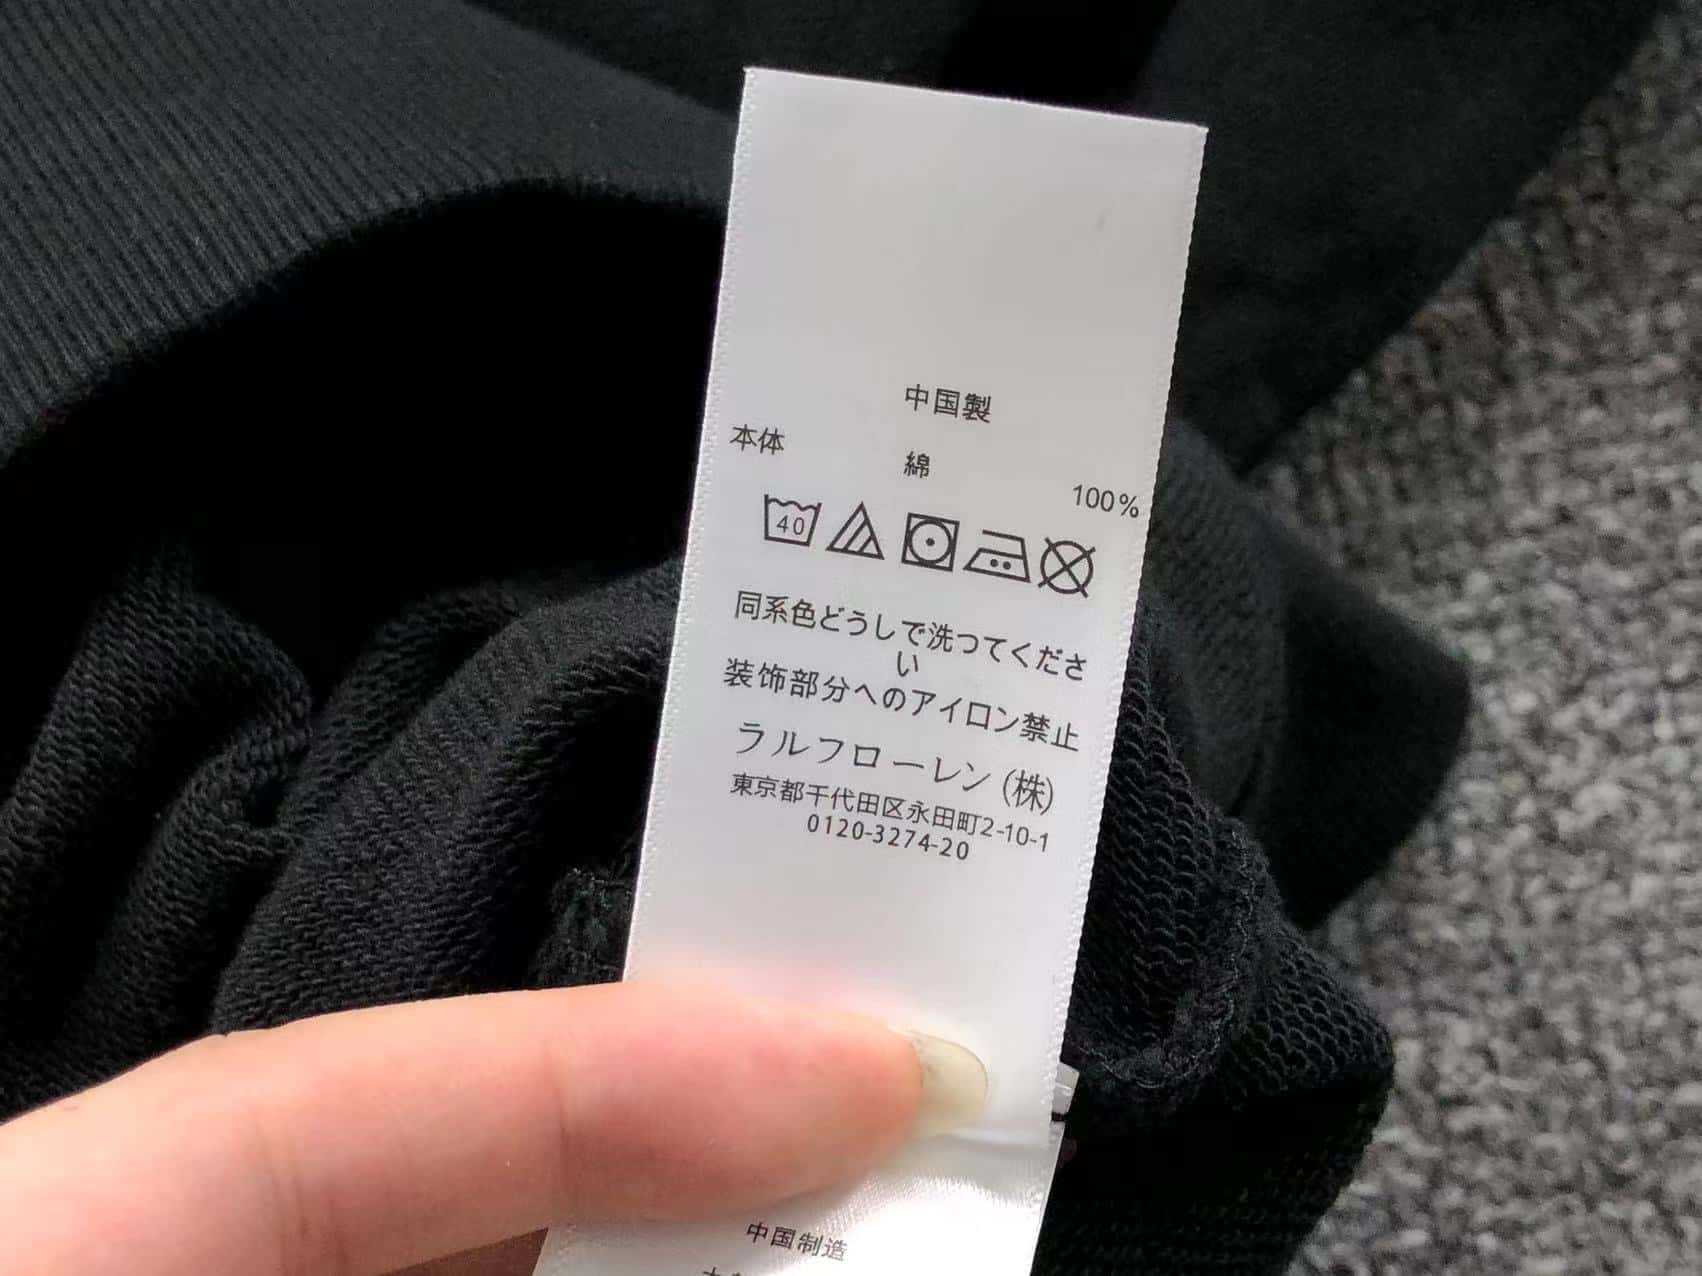 中国製
本体 綿 100%
40
同系色どうしで洗つてくださ
い
装飾部分へのアイロン禁止
ラルフローレン(株)
東京都千代田区永田町2-10-1
0120-3274-20
中国制造